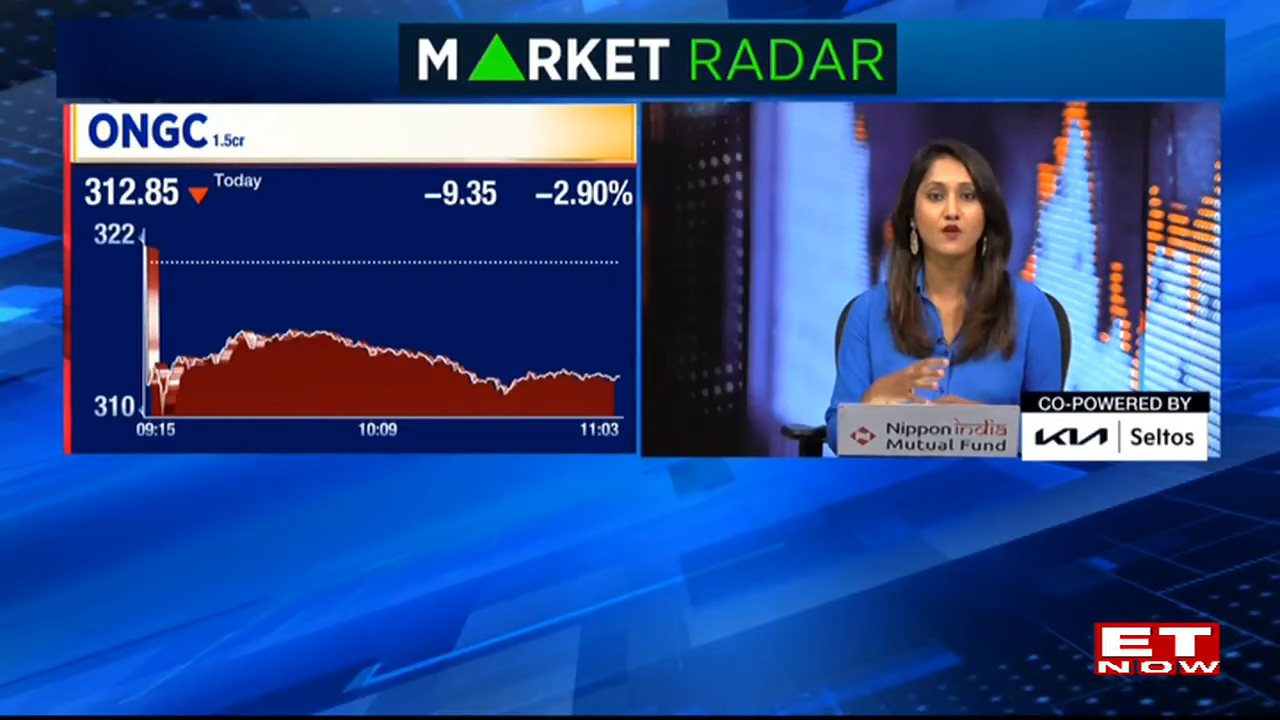 MARKET RADAR
ONGC 1.5cr
312.85 Today –9.35 –2.90%
322
310
09:15 10:09 11:03
Nippon india
Mutual Fund
CO-POWERED BY
KIA Seltos
ET
NOW